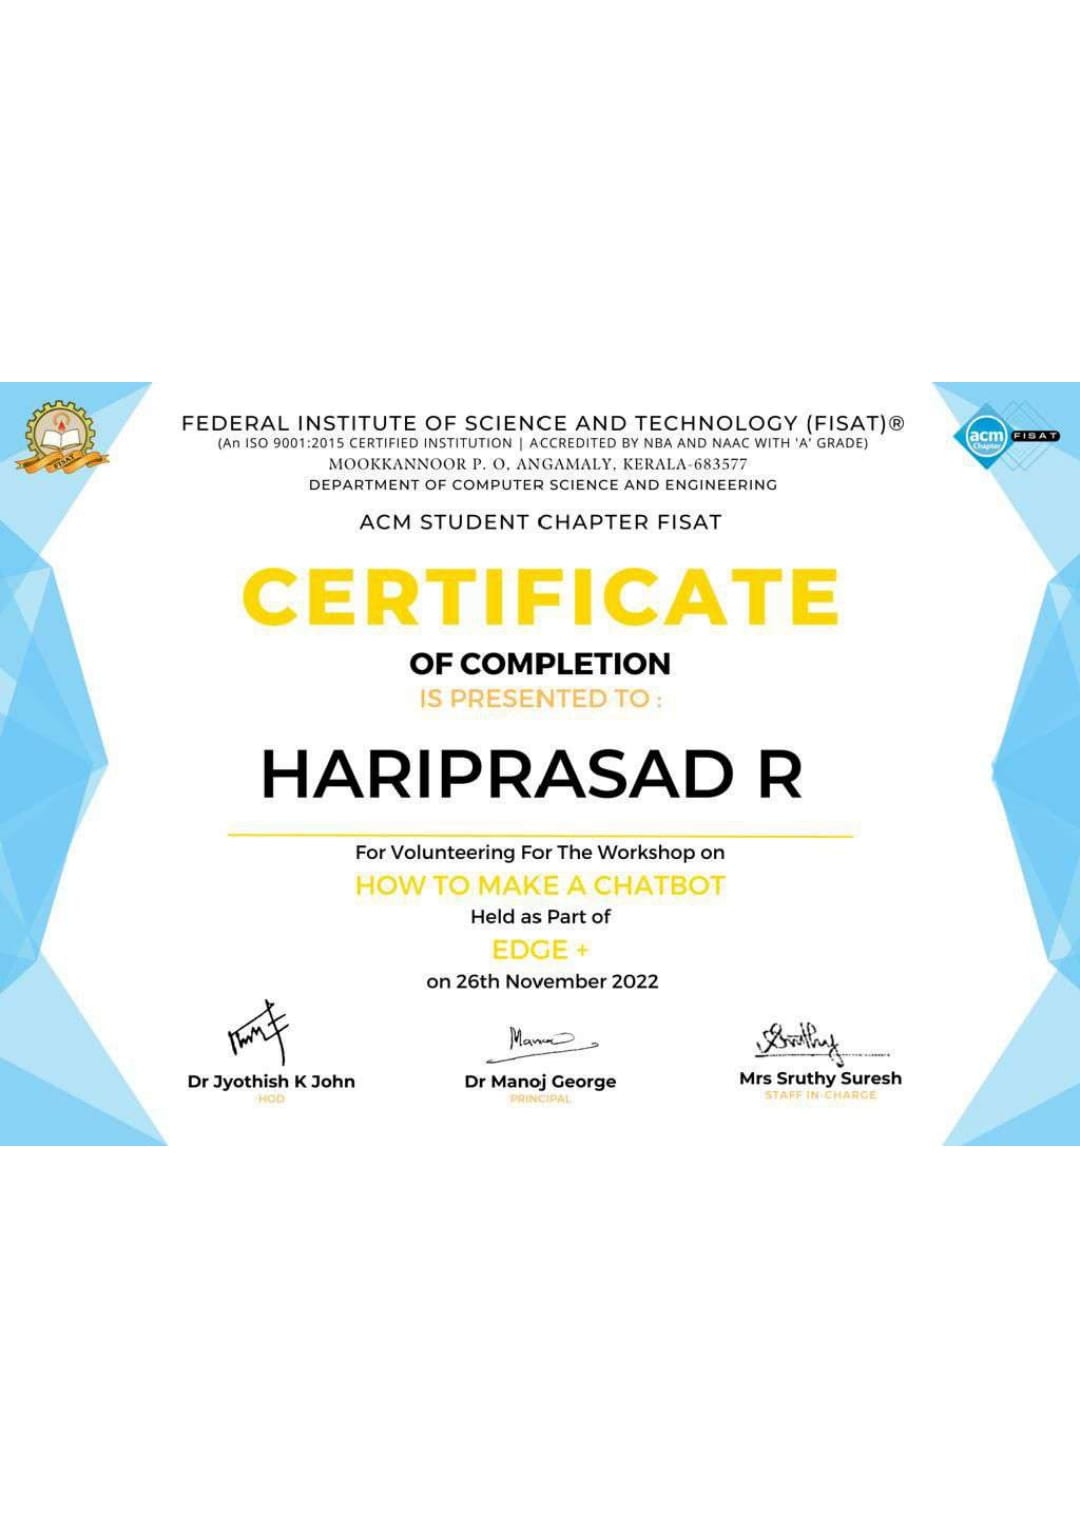 FEDERAL INSTITUTE OF SCIENCE AND TECHNOLOGY (FISAT)®
(An ISO 9001:2015 CERTIFIED INSTITUTION | ACCREDITED BY NBA AND NAAC WITH 'A' GRADE)
MOOKKANNOOR P. O, ANGAMALY, KERALA-683577
DEPARTMENT OF COMPUTER SCIENCE AND ENGINEERING
FISAT
acm
Chapter
FISAT
ACM STUDENT CHAPTER FISAT
CERTIFICATE
OF COMPLETION
IS PRESENTED TO :
HARIPRASAD R
For Volunteering For The Workshop on
HOW TO MAKE A CHATBOT
Held as Part of
EDGE +
on 26th November 2022
Dr Jyothish K John
HOD
Dr Manoj George
PRINCIPAL
Sruthy
Mrs Sruthy Suresh
STAFF IN-CHARGE